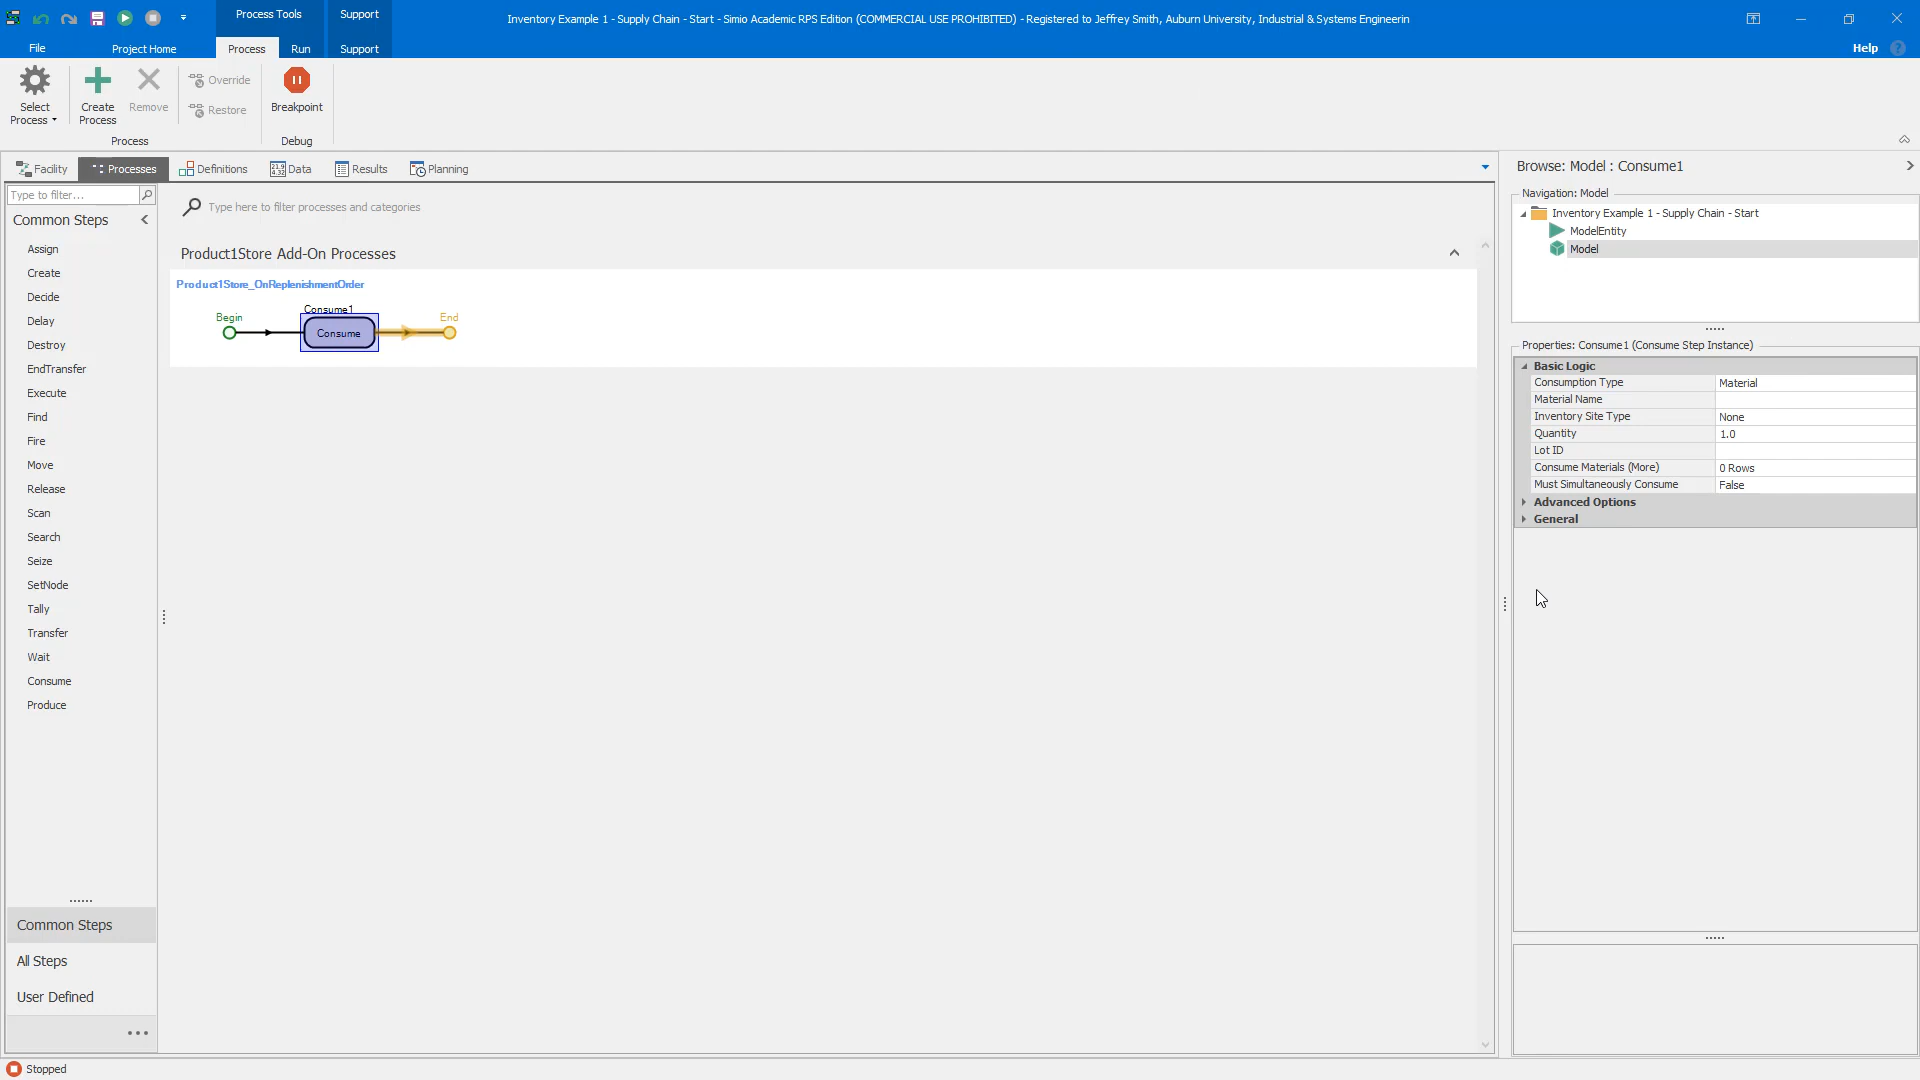 Process Tools
Support
Inventory Example 1 - Supply Chain - Start - Simio Academic RPS Edition (COMMERCIAL USE PROHIBITED) - Registered to Jeffrey Smith, Auburn University, Industrial & Systems Engineerin
File
Project Home
Process
Run
Support
Help
Select Process
Create Process
Remove
Override
Restore
Breakpoint
Process
Debug
Facility
Processes
Definitions
Data
Results
Planning
Type to filter...
Common Steps
Assign
Create
Decide
Delay
Destroy
EndTransfer
Execute
Find
Fire
Move
Release
Scan
Search
Seize
SetNode
Tally
Transfer
Wait
Consume
Produce
Common Steps
All Steps
User Defined
Type here to filter processes and categories
Product1Store Add-On Processes
Product1Store_OnReplenishmentOrder
Begin
Consume1
Consume
End
Browse: Model : Consume1
Navigation: Model
Inventory Example 1 - Supply Chain - Start
ModelEntity
Model
Properties: Consume1 (Consume Step Instance)
Basic Logic
Consumption Type Material
Material Name
Inventory Site Type None
Quantity 1.0
Lot ID
Consume Materials (More) 0 Rows
Must Simultaneously Consume False
Advanced Options
General
Stopped